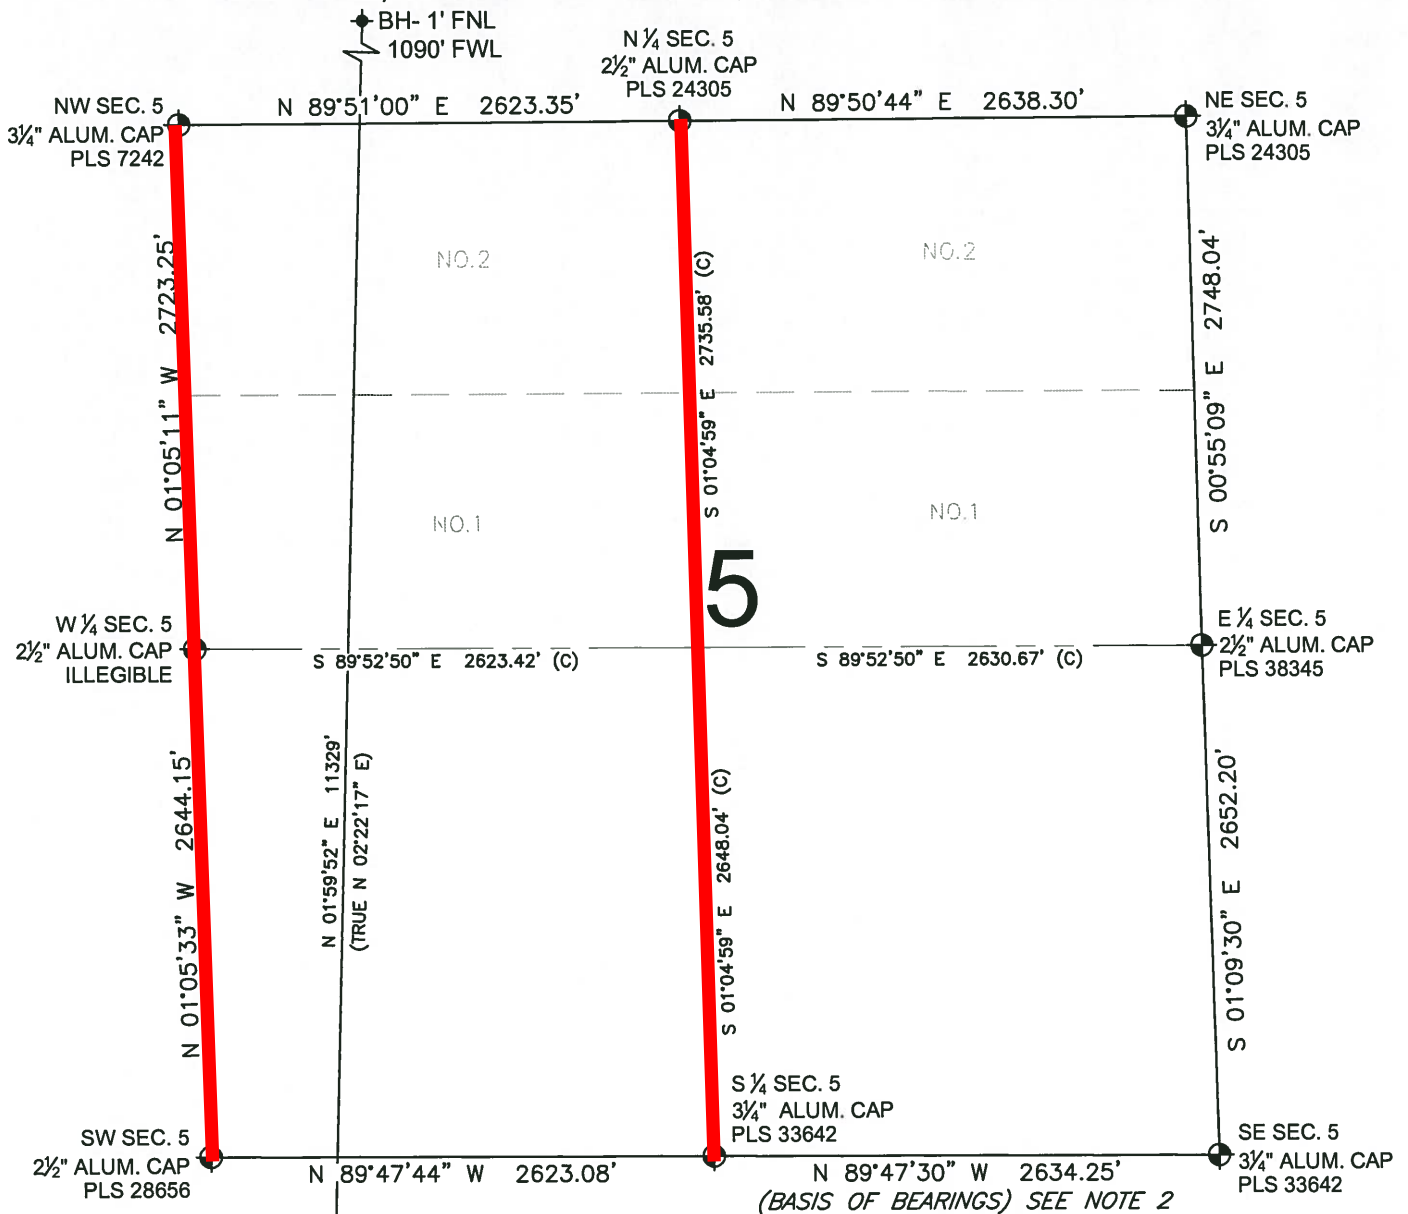 BH- 1' FNL
1090' FWL
N ¼ SEC. 5
2½" ALUM. CAP
PLS 24305
NW SEC. 5
3¼" ALUM. CAP
PLS 7242
N 89°51'00" E 2623.35'
N 89°50'44" E 2638.30'
NE SEC. 5
3¼" ALUM. CAP
PLS 24305
N 01°05'11" W 2723.25'
NO.2
S 01°04'59" E 2735.58' (C)
NO.2
S 00°55'09" E 2748.04'
NO.1
NO.1
5
W ¼ SEC. 5
2½" ALUM. CAP
ILLEGIBLE
S 89°52'50" E 2623.42' (C)
S 89°52'50" E 2630.67' (C)
E ¼ SEC. 5
2½" ALUM. CAP
PLS 38345
N 01°05'33" W 2644.15'
N 01°59'52" E 11329'
(TRUE N 02°22'17" E)
S 01°04'59" E 2648.04' (C)
S 01°09'30" E 2652.20'
S ¼ SEC. 5
3¼" ALUM. CAP
PLS 33642
SW SEC. 5
2½" ALUM. CAP
PLS 28656
N 89°47'44" W 2623.08'
N 89°47'30" W 2634.25'
(BASIS OF BEARINGS) SEE NOTE 2
SE SEC. 5
3¼" ALUM. CAP
PLS 33642